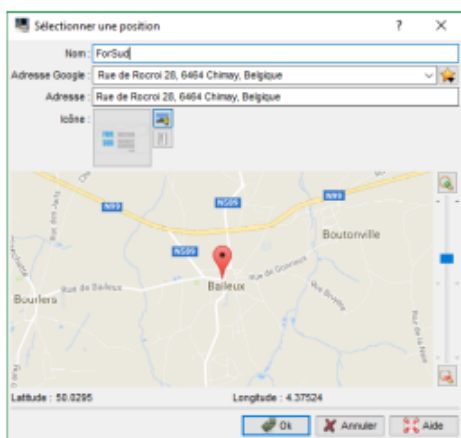 Sélectionner une position ? ×
Nom : ForSud
Adresse Google : Rue de Rocroi 28, 6464 Chimay, Belgique
Adresse : Rue de Rocroi 28, 6464 Chimay, Belgique
Icône :
N99
N99
N589
N589
N99
Boutonville
Rue de Gonrieux
Rue de Baileux
Baileux
Bourlers
Latitude : 50.0295 Longitude : 4.37524
Ok Annuler Aide